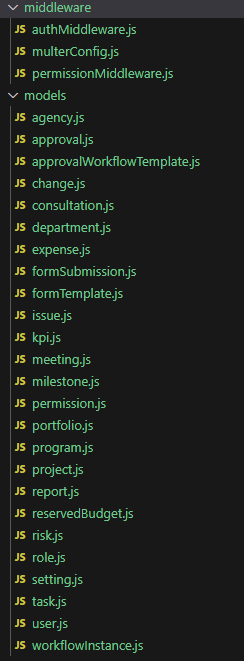 middleware
JS authMiddleware.js
JS multerConfig.js
JS permissionMiddleware.js
models
JS agency.js
JS approval.js
JS approvalWorkflowTemplate.js
JS change.js
JS consultation.js
JS department.js
JS expense.js
JS formSubmission.js
JS formTemplate.js
JS issue.js
JS kpi.js
JS meeting.js
JS milestone.js
JS permission.js
JS portfolio.js
JS program.js
JS project.js
JS report.js
JS reservedBudget.js
JS risk.js
JS role.js
JS setting.js
JS task.js
JS user.js
JS workflowInstance.js